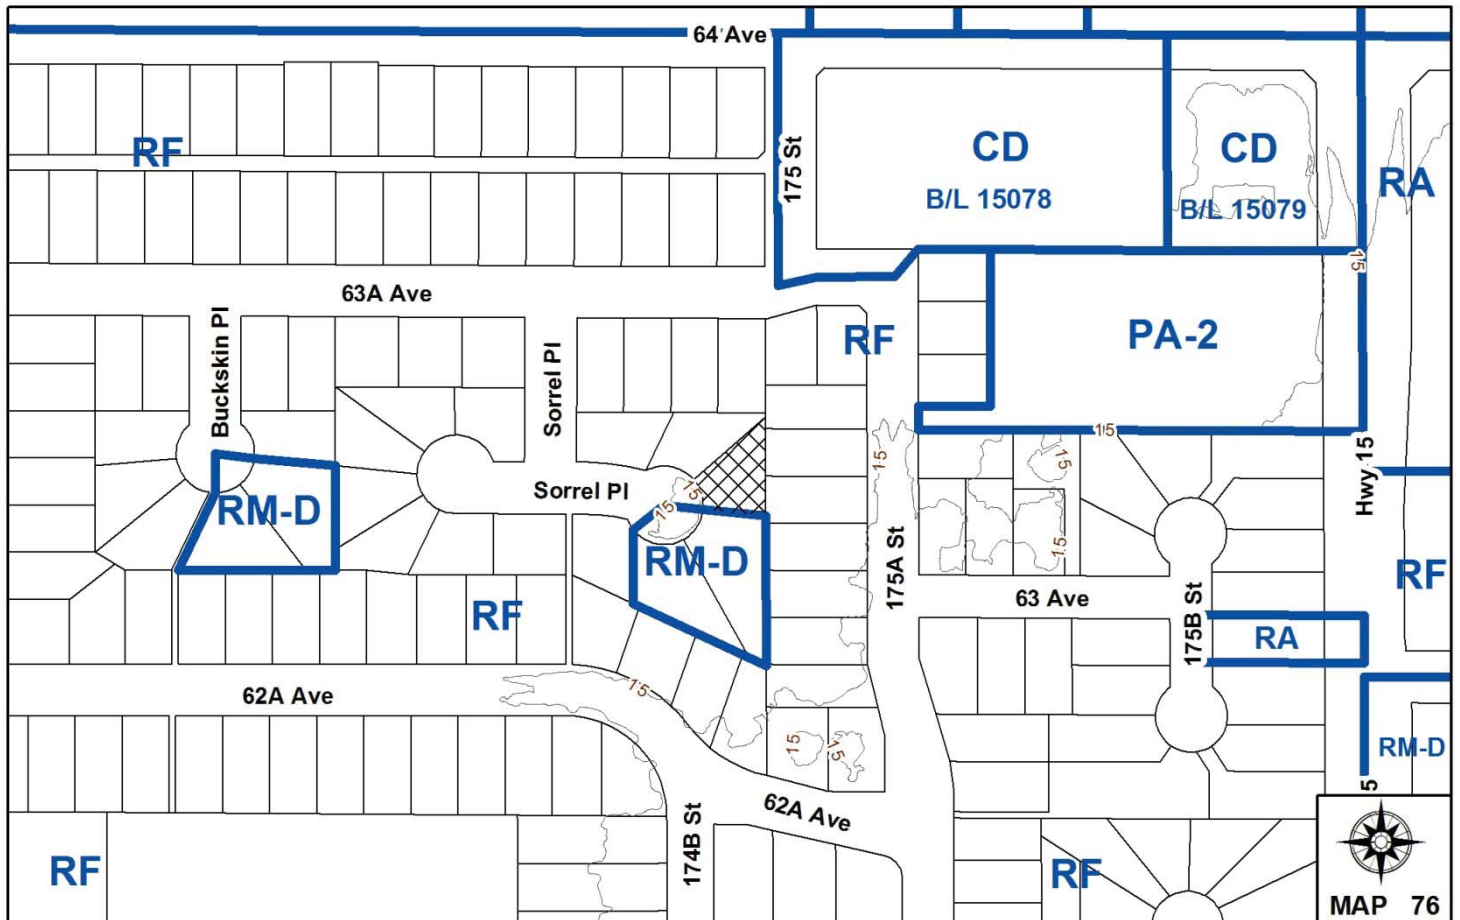 64 Ave
RF
175 St
CD
B/L 15078
CD
B/L 15079
RA
15
63A Ave
Buckskin Pl
Sorrel Pl
RF
PA-2
15
Hwy 15
RM-D
Sorrel Pl
15
15
RM-D
15
15
15
175A St
RF
63 Ave
175B St
RA
RF
62A Ave
15
15
15
RM-D
5
174B St
62A Ave
RF
RF
MAP 76